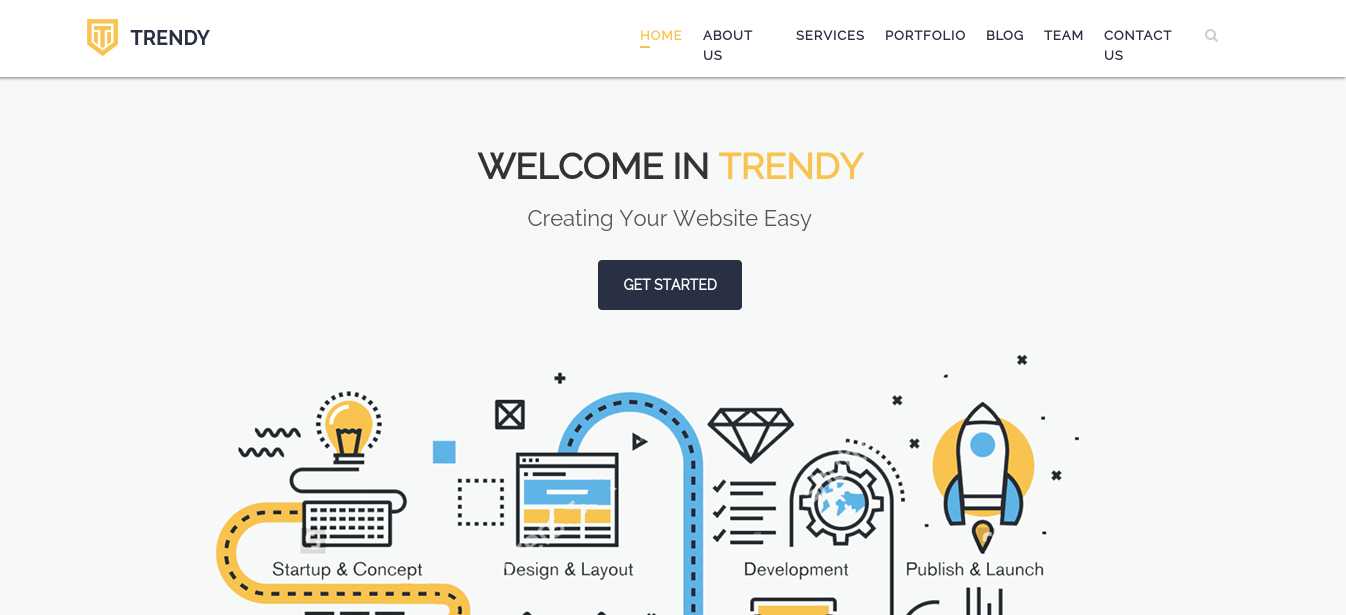 TRENDY
HOME
ABOUT
US
SERVICES
PORTFOLIO
BLOG
TEAM
CONTACT
US
WELCOME IN TRENDY
Creating Your Website Easy
GET STARTED
Startup & Concept
Design & Layout
Development
Publish & Launch